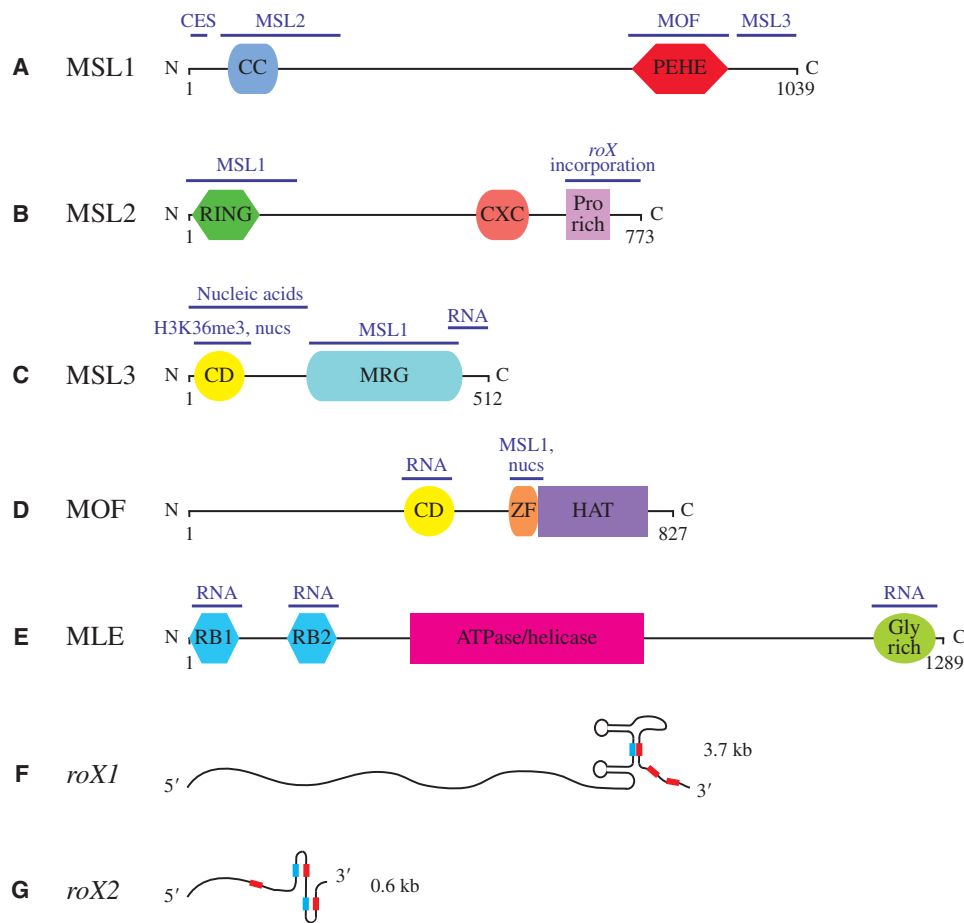 CES MSL2 MOF MSL3
A MSL1 N CC PEHE C
1 1039
roX
MSL1 incorporation
B MSL2 N RING CXC Pro rich C
1 773
Nucleic acids
H3K36me3, nucs MSL1 RNA
C MSL3 N CD MRG C
1 512
MSL1,
RNA nucs
D MOF N CD ZF HAT C
1 827
RNA RNA RNA
E MLE N RB1 RB2 ATPase/helicase Gly rich C
1 1289
3.7 kb
F roX1 5′ 3′
G roX2 5′ 3′ 0.6 kb